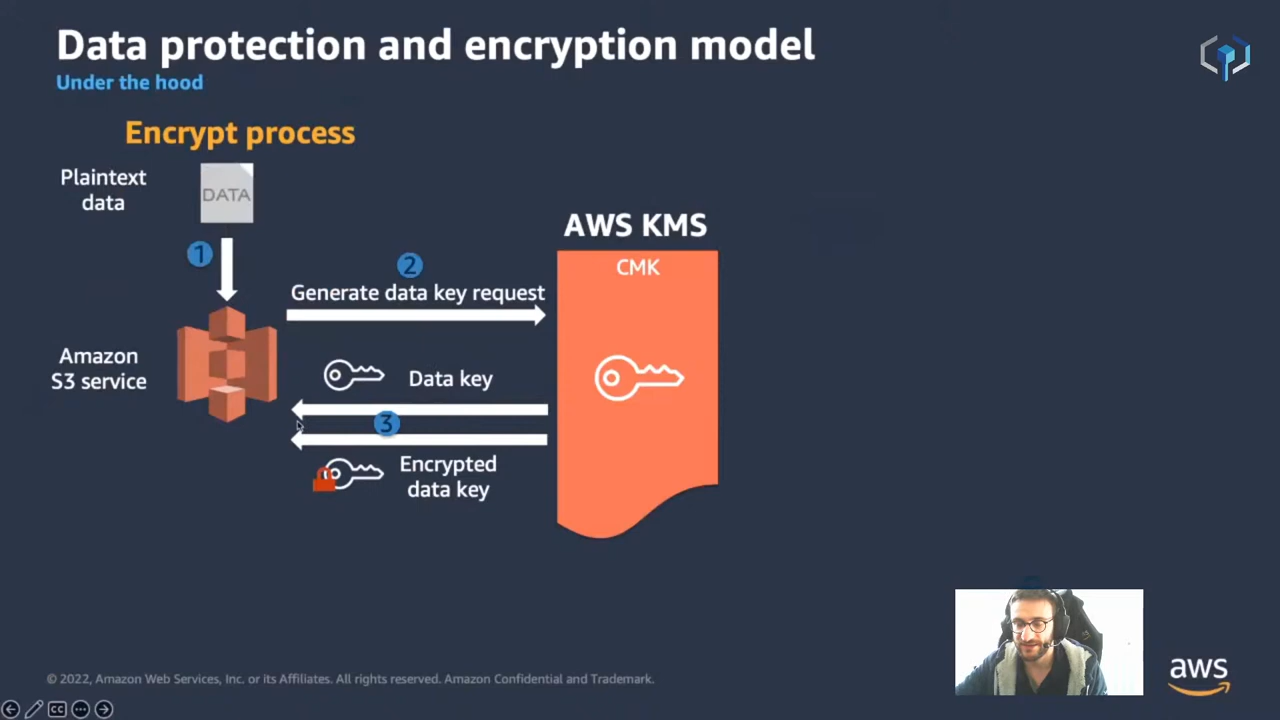 Data protection and encryption model
Under the hood
Encrypt process
Plaintext
data
DATA
1
Amazon
S3 service
2
Generate data key request
Data key
3
Encrypted
data key
AWS KMS
CMK
© 2022, Amazon Web Services, Inc. or its Affiliates. All rights reserved. Amazon Confidential and Trademark.
aws
CC